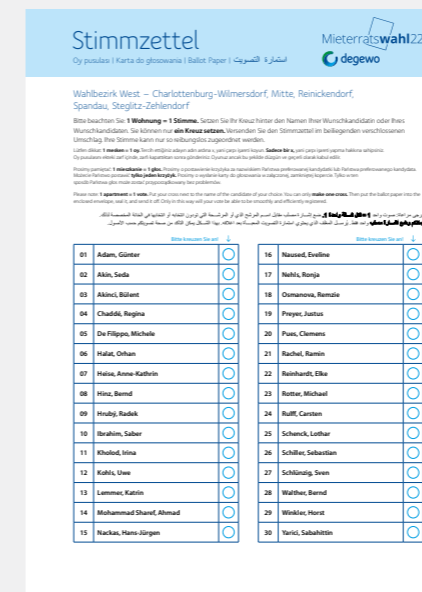 Stimmzettel
Oy pusulası | Karta do głosowania | Ballot Paper | استمارة التصويت
Mieterratswahl22
degewo
Wahlbezirk West – Charlottenburg-Wilmersdorf, Mitte, Reinickendorf,
Spandau, Steglitz-Zehlendorf
Bitte beachten Sie: 1 Wohnung = 1 Stimme. Setzen Sie Ihr Kreuz hinter den Namen Ihrer Wunschkandidatin oder Ihres
Wunschkandidaten. Sie können nur ein Kreuz setzen. Versenden Sie den Stimmzettel im beiliegenden verschlossenen
Umschlag. Ihre Stimme kann nur so reibungslos zugeordnet werden.
Please note: 1 apartment = 1 vote. Put your cross next to the name of the candidate of your choice. You can only make one cross. Then put the ballot paper into the
enclosed envelope, seal it, and send it off. Only in this way will your vote be able to be smoothly and efficiently registered.
Bitte kreuzen Sie an! ↓
01 Adam, Günter
02 Akin, Seda
03 Akinci, Bülent
04 Chaddé, Regina
05 De Filippo, Michele
06 Halat, Orhan
07 Heise, Anne-Kathrin
08 Hinz, Bernd
09 Hrubý, Radek
10 Ibrahim, Saber
11 Kholod, Irina
12 Kohls, Uwe
13 Lemmer, Katrin
14 Mohammad Sharef, Ahmad
15 Nackas, Hans-Jürgen
Bitte kreuzen Sie an! ↓
16 Naused, Eveline
17 Nehls, Ronja
18 Osmanova, Remzie
19 Preyer, Justus
20 Pues, Clemens
21 Rachel, Ramin
22 Reinhardt, Elke
23 Rotter, Michael
24 Rulff, Carsten
25 Schenck, Lothar
26 Schiller, Sebastian
27 Schlünzig, Sven
28 Walther, Bernd
29 Winkler, Horst
30 Yarici, Sabahittin